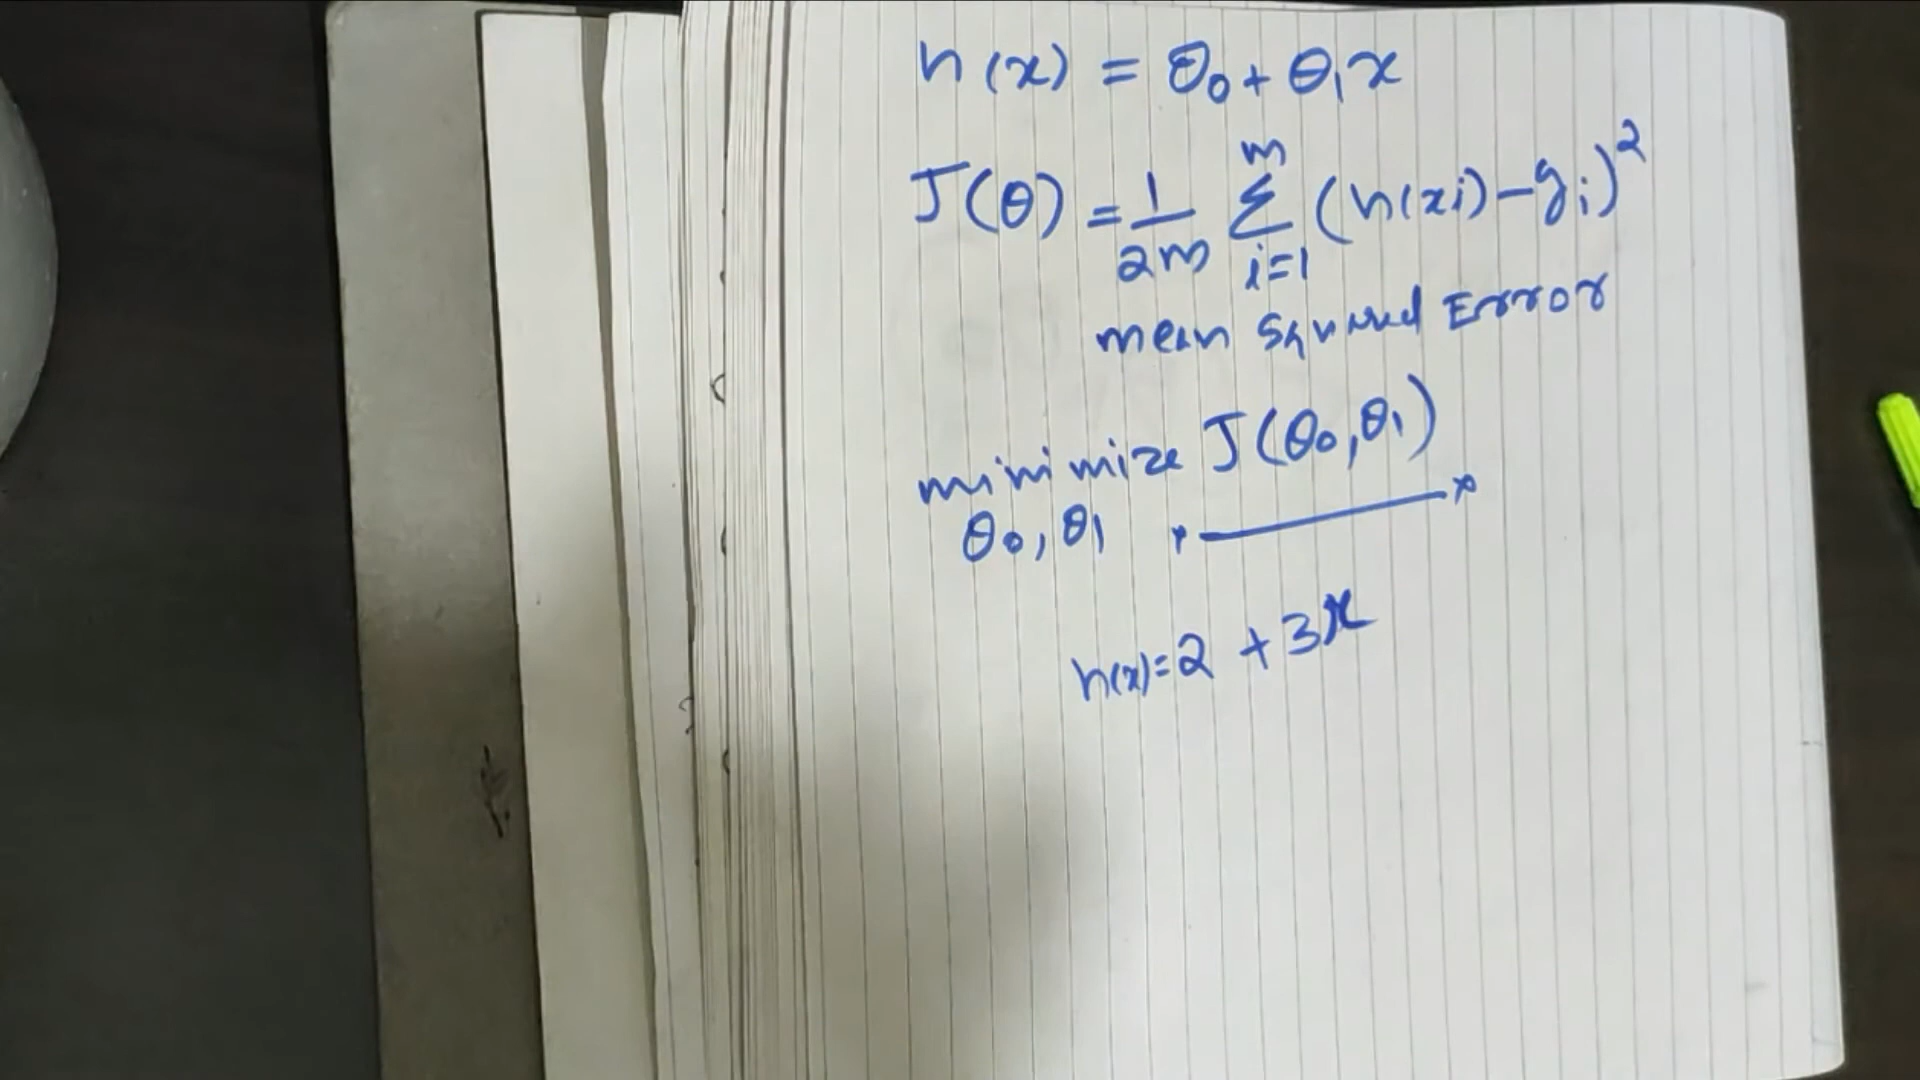 h(x) = θ₀ + θ₁x
J(θ) = 1/2m Σ_{i=1}^{m} (h(xi) - yi)²
mean Squared Error
minimize J(θ₀, θ₁)
θ₀, θ₁
h(x) = 2 + 3x